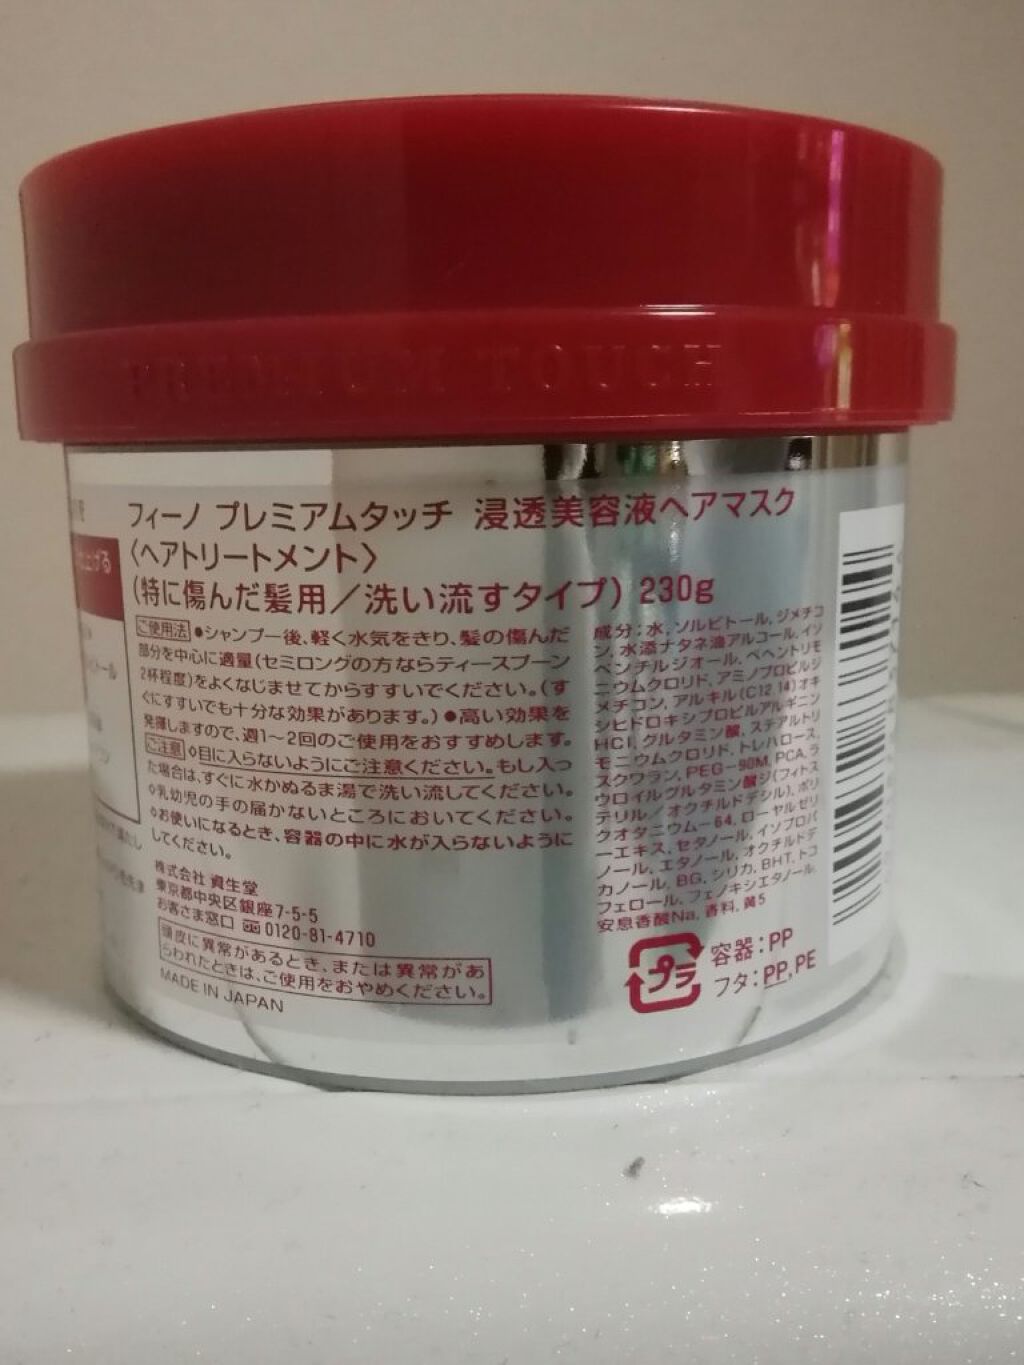 PREMIUM TOUCH
フィーノ プレミアムタッチ 浸透美容液ヘアマスク
〈ヘアトリートメント〉
(特に傷んだ髪用/洗い流すタイプ) 230g
ご使用法 ●シャンプー後、軽く水気をきり、髪の傷んだ
部分を中心に適量(セミロングの方ならティースプーン
2杯程度)をよくなじませてからすすいでください。(す
ぐにすすいでも十分な効果があります。) ●高い効果を
発揮しますので、週1~2回のご使用をおすすめします。
ご注意 ◇目に入らないようにご注意ください。もし入っ
た場合は、すぐに水かぬるま湯で洗い流してください。
◇乳幼児の手の届かないところにおいてください。
◇お使いになるとき、容器の中に水が入らないように
してください。
株式会社 資生堂
東京都中央区銀座7-5-5
お客さま窓口 0120-81-4710
頭皮に異常があるとき、または異常があ
らわれたときは、ご使用をおやめください。
MADE IN JAPAN
成分:水、ソルビトール、ジメチコ
ン、水添ナタネ油アルコール、イソ
ペンチルジオール、ベヘントリモ
ニウムクロリド、アミノプロピルジ
メチコン、アルキル(C12,14)オキ
シヒドロキシプロピルアルギニン
HCl、グルタミン酸、ステアルトリ
モニウムクロリド、トレハロース、
スクワラン、PEG-90M、PCA、ラ
ウロイルグルタミン酸ジ(フィトス
テリル/オクチルドデシル)、ポリ
クオタニウム-64、ローヤルゼリ
ーエキス、セタノール、イソプロパ
ノール、エタノール、オクチルドデ
カノール、BG、シリカ、BHT、トコ
フェロール、フェノキシエタノール、
安息香酸Na、香料、黄5
プラ
容器:PP
フタ:PP,PE
上げる
トール